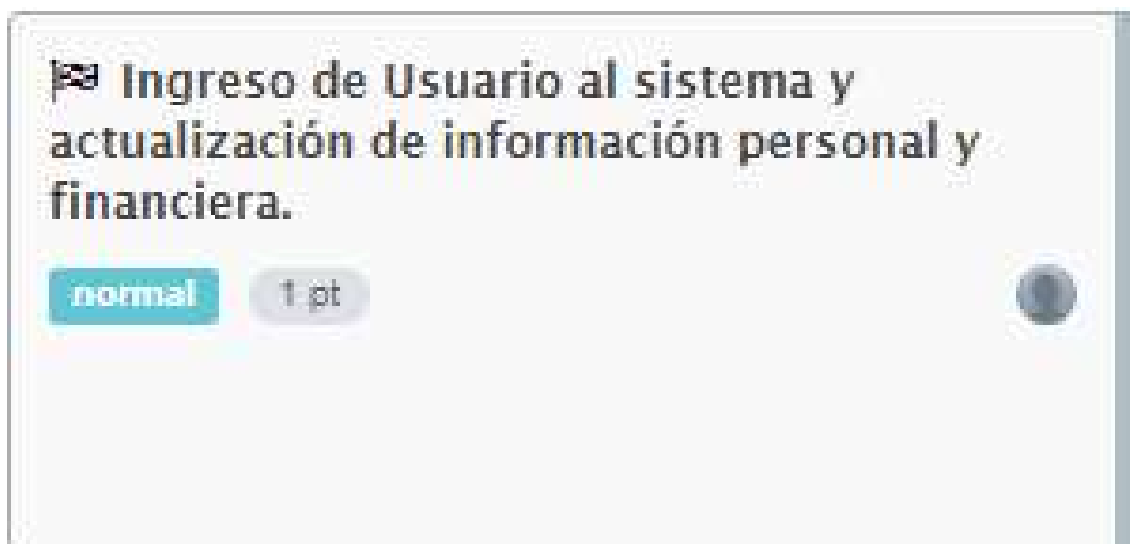 Ingreso de Usuario al sistema y
actualización de información personal y
financiera.
normal 1 pt